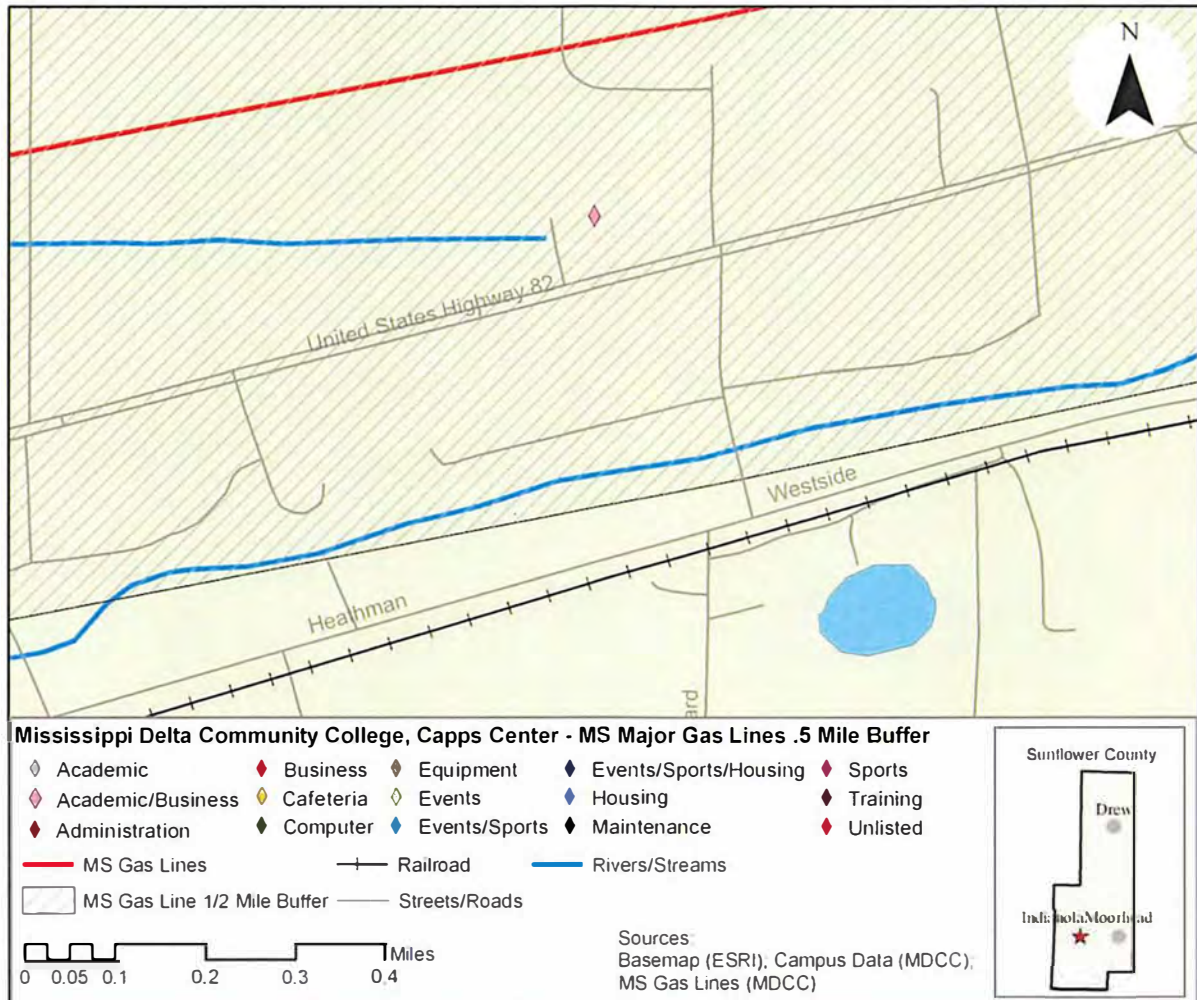 N
United States Highway 82
Westside
Heathman
ard
Mississippi Delta Community College, Capps Center - MS Major Gas Lines .5 Mile Buffer
Academic
Business
Equipment
Events/Sports/Housing
Sports
Academic/Business
Cafeteria
Events
Housing
Training
Administration
Computer
Events/Sports
Maintenance
Unlisted
MS Gas Lines
Railroad
Rivers/Streams
MS Gas Line 1/2 Mile Buffer
Streets/Roads
Miles
0 0.05 0.1 0.2 0.3 0.4
Sources:
Basemap (ESRI), Campus Data (MDCC),
MS Gas Lines (MDCC)
Sunflower County
Drew
Indianola Moorhead